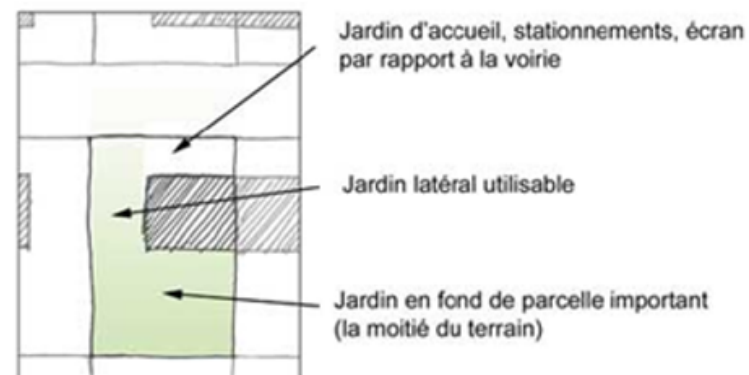 Jardin d'accueil, stationnements, écran
par rapport à la voirie
Jardin latéral utilisable
Jardin en fond de parcelle important
(la moitié du terrain)